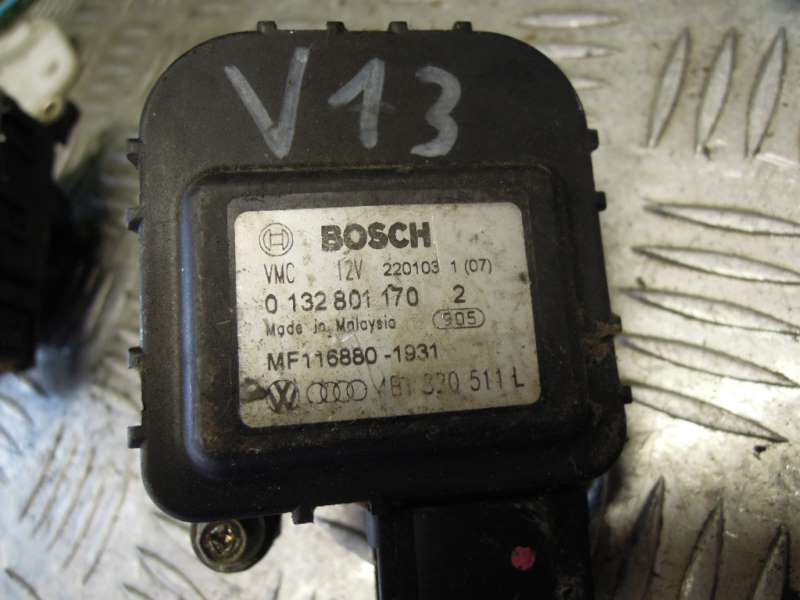 V13
BOSCH
VMC 12V 220103 1 (07)
0 132 801 170 2
Made in Malaysia 905
MF116880-1931
4B1 820 511 L